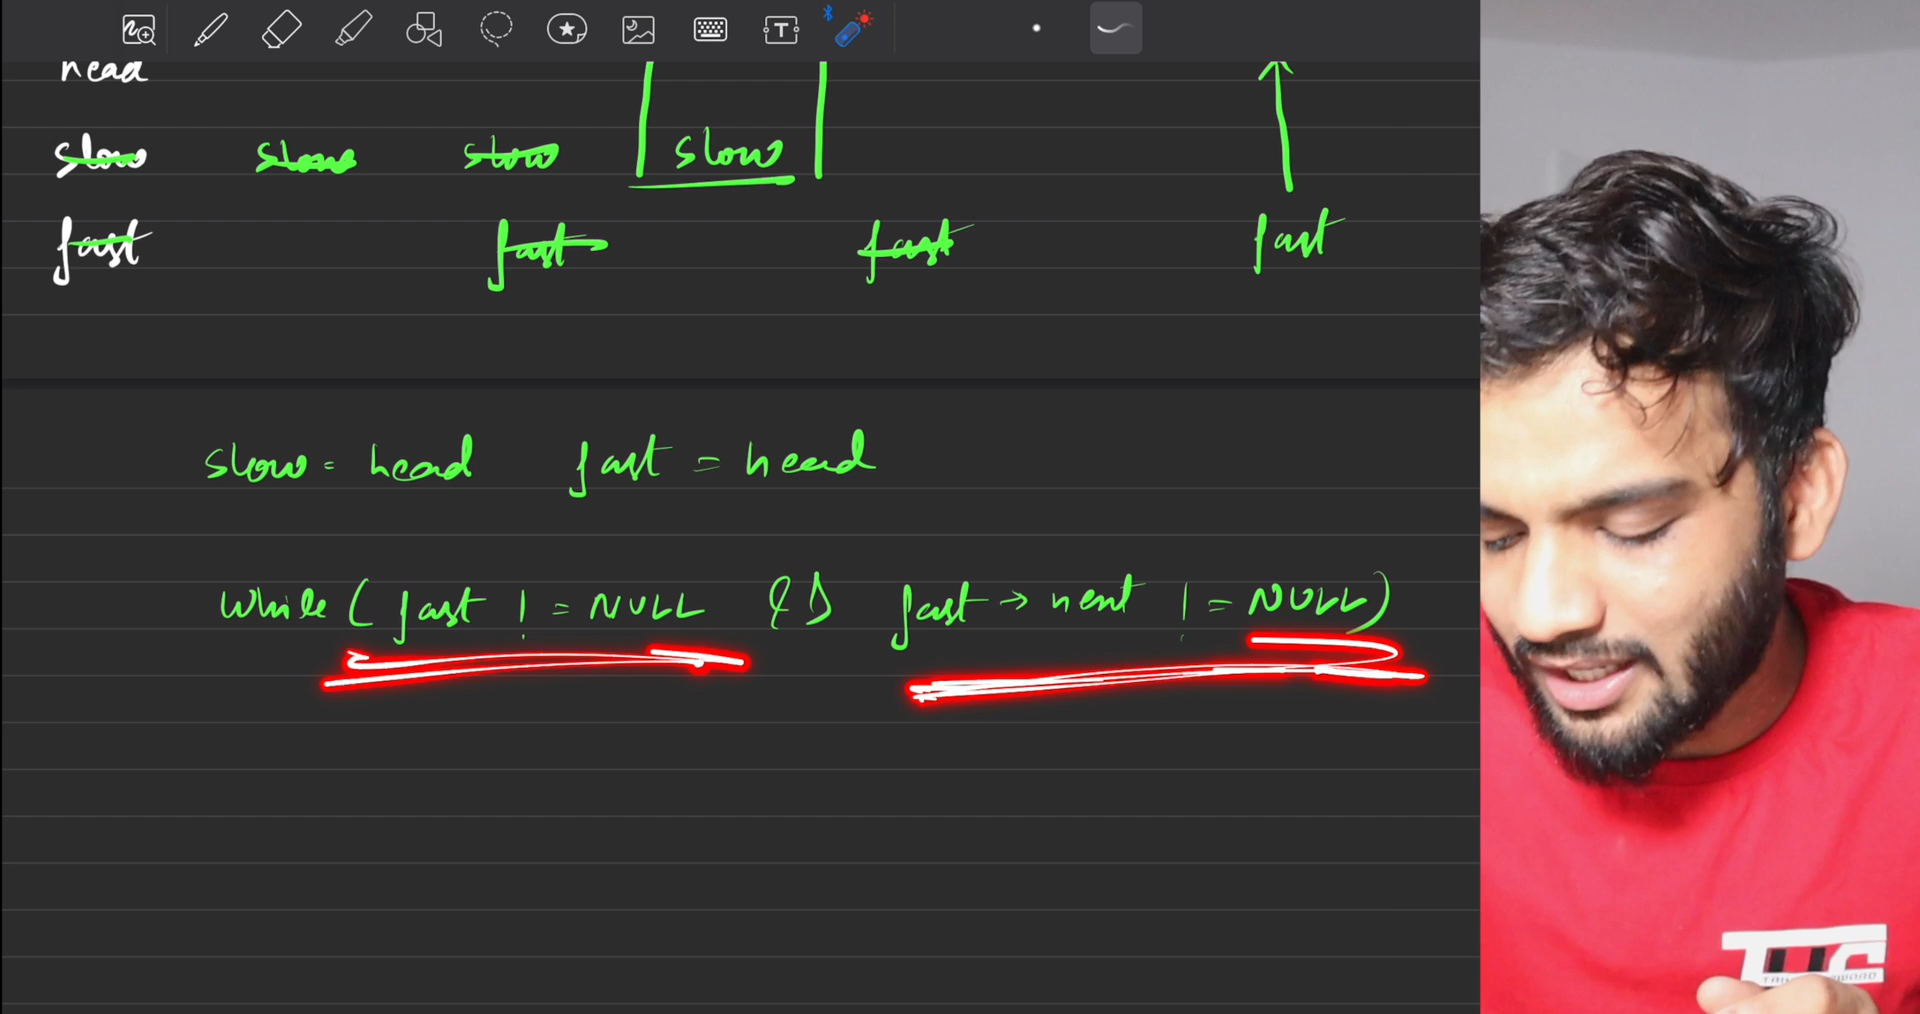 head
slow slow slow slow
fast fast fast fast
slow = head fast = head
while ( fast ! = NULL && fast → next ! = NULL )
T
TUF